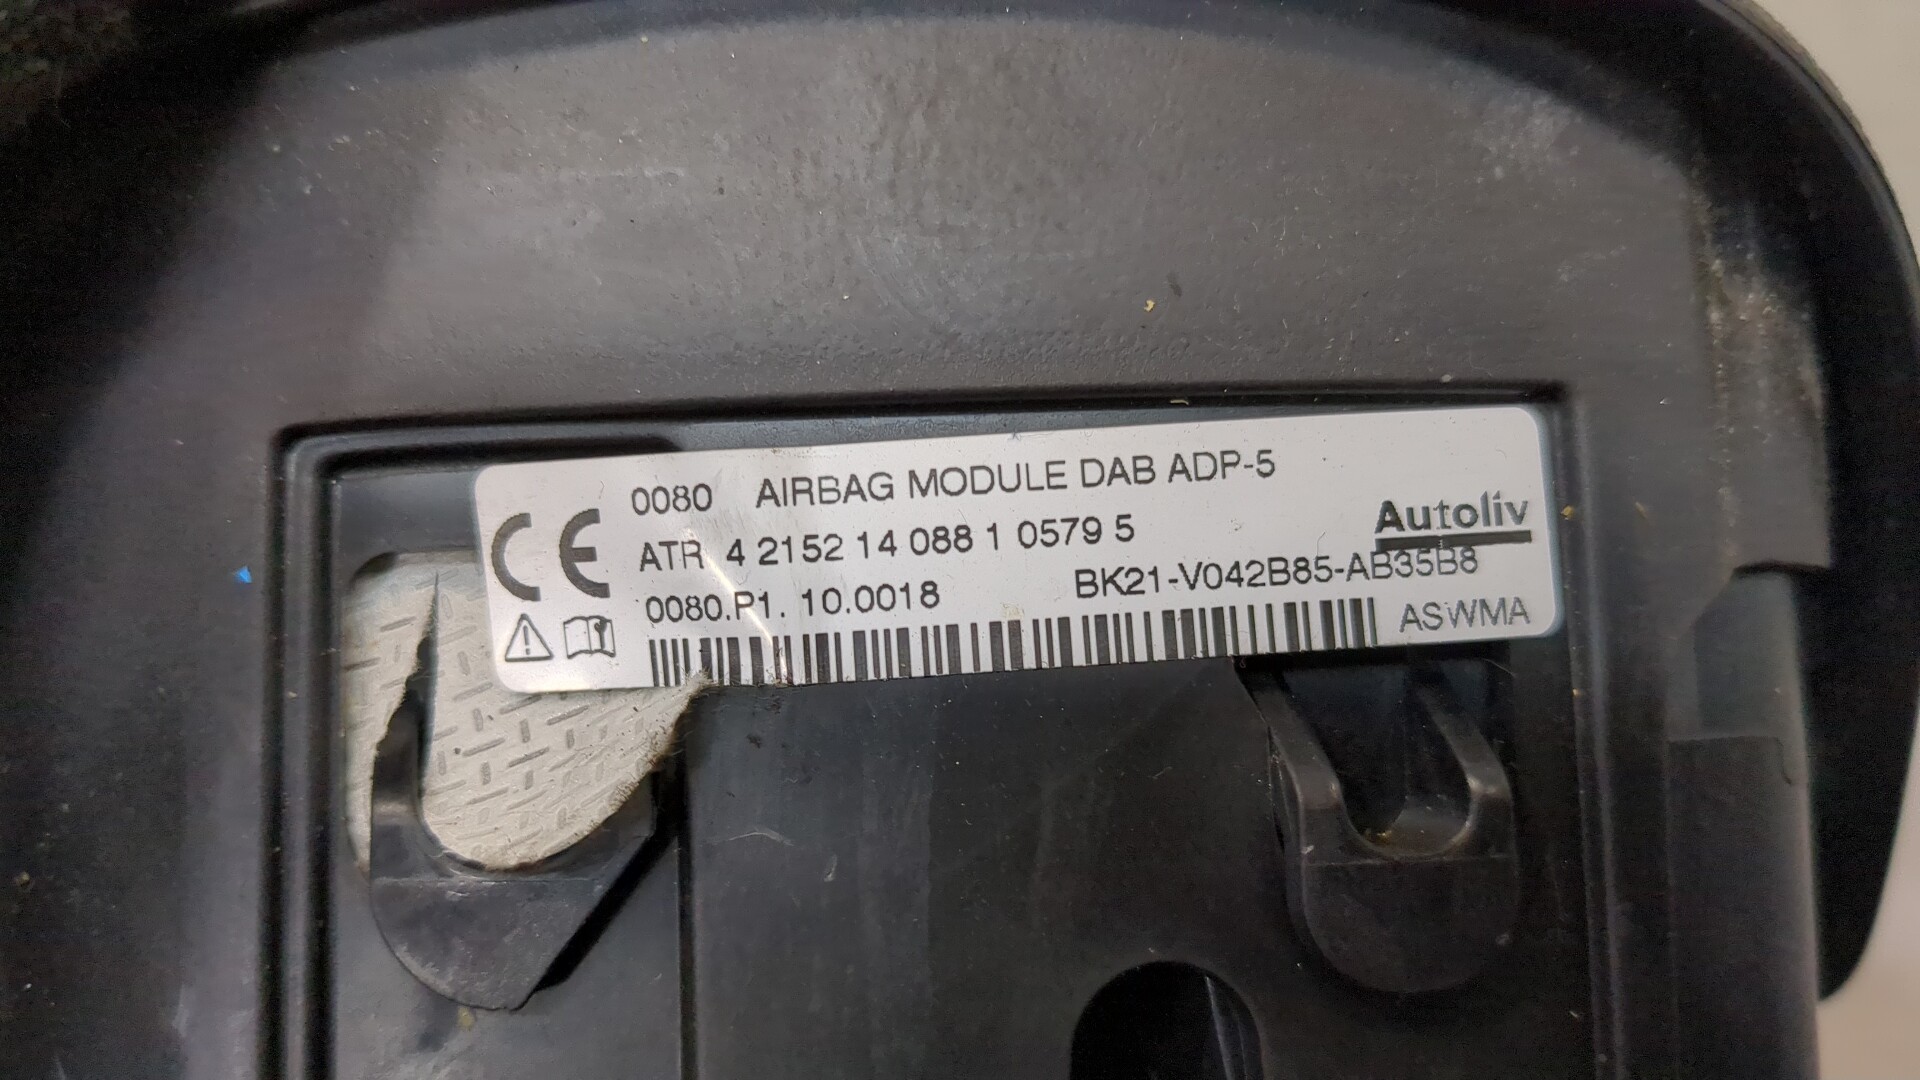 CE 0080 AIRBAG MODULE DAB ADP-5
ATR 4 2152 14 088 1 0579 5
Autoliv
0080.P1. 10.0018 BK21-V042B85-AB35B8
ASWMA